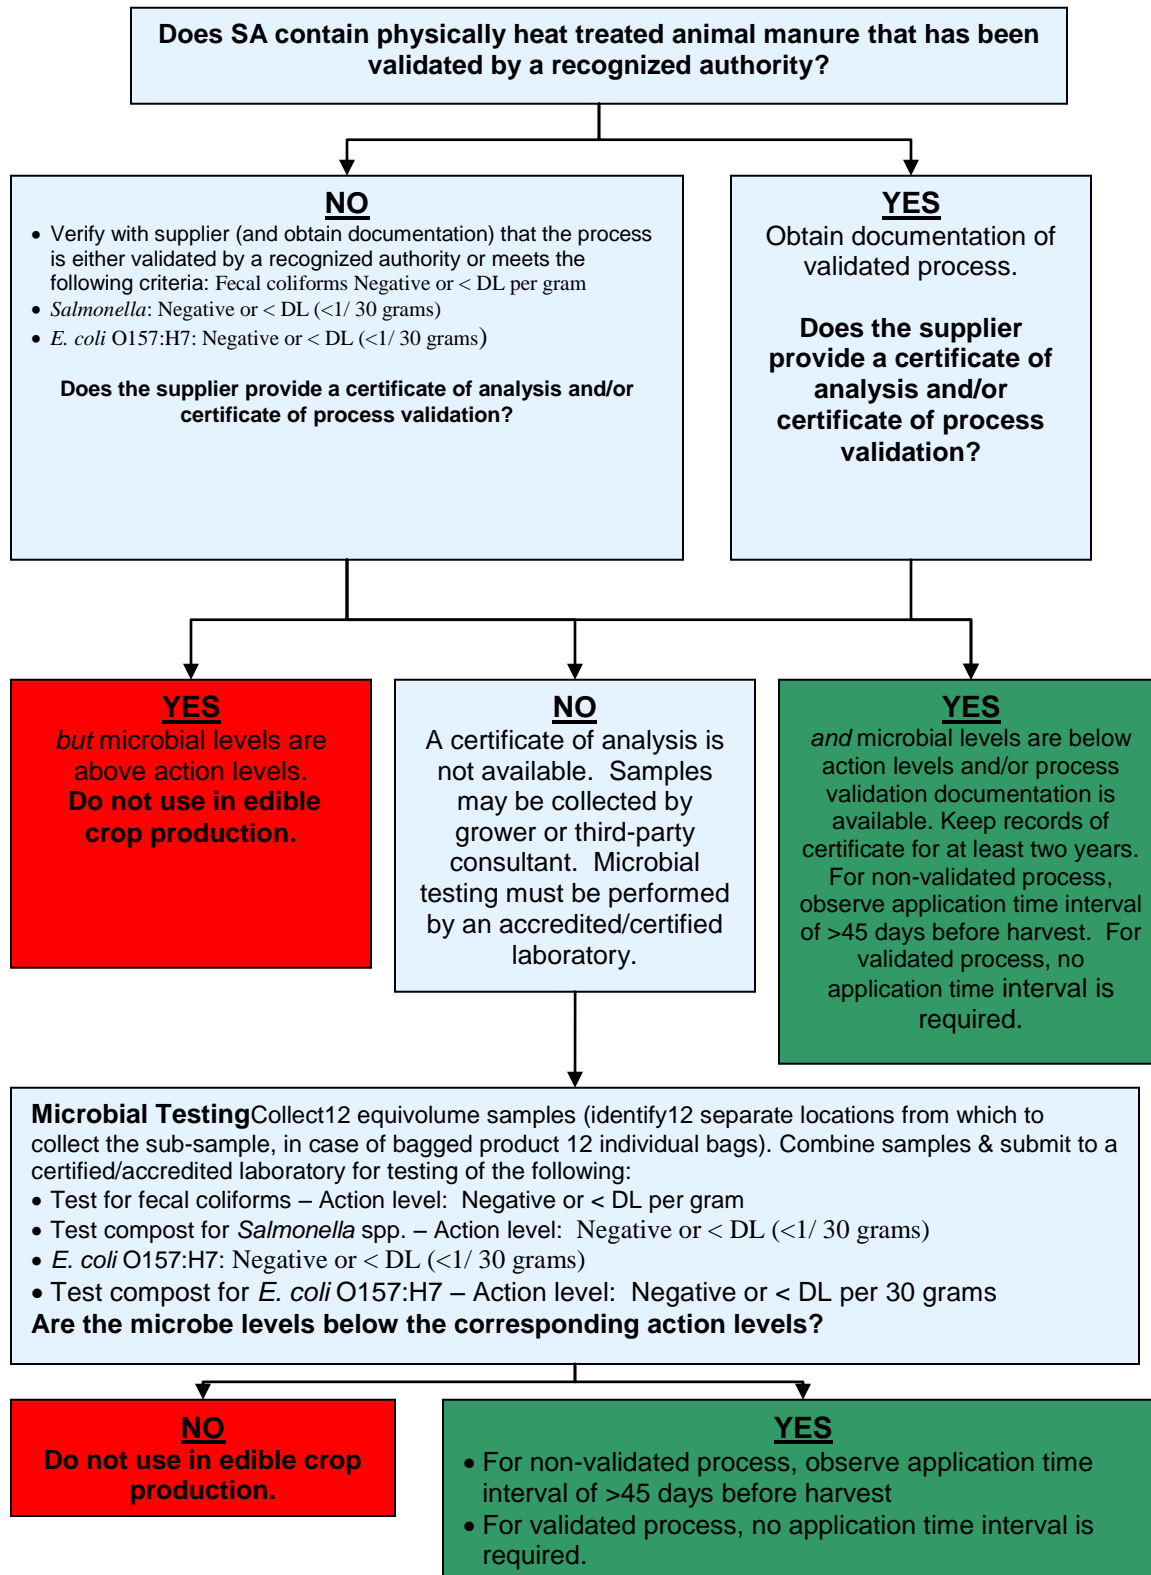 Does SA contain physically heat treated animal manure that has been
validated by a recognized authority?
NO
• Verify with supplier (and obtain documentation) that the process
is either validated by a recognized authority or meets the
following criteria: Fecal coliforms Negative or < DL per gram
• Salmonella: Negative or < DL (<1/ 30 grams)
• E. coli O157:H7: Negative or < DL (<1/ 30 grams)
Does the supplier provide a certificate of analysis and/or
certificate of process validation?
YES
Obtain documentation of
validated process.
Does the supplier
provide a certificate of
analysis and/or
certificate of process
validation?
YES
but microbial levels are
above action levels.
Do not use in edible
crop production.
NO
A certificate of analysis is
not available.  Samples
may be collected by
grower or third-party
consultant.  Microbial
testing must be performed
by an accredited/certified
laboratory.
YES
and microbial levels are below
action levels and/or process
validation documentation is
available. Keep records of
certificate for at least two years.
For non-validated process,
observe application time interval
of >45 days before harvest.  For
validated process, no
application time interval is
required.
Microbial TestingCollect12 equivolume samples (identify12 separate locations from which to
collect the sub-sample, in case of bagged product 12 individual bags). Combine samples & submit to a
certified/accredited laboratory for testing of the following:
• Test for fecal coliforms – Action level:  Negative or < DL per gram
• Test compost for Salmonella spp. – Action level:  Negative or < DL (<1/ 30 grams)
• E. coli O157:H7: Negative or < DL (<1/ 30 grams)
• Test compost for E. coli O157:H7 – Action level:  Negative or < DL per 30 grams
Are the microbe levels below the corresponding action levels?
NO
Do not use in edible crop
production.
YES
• For non-validated process, observe application time
interval of >45 days before harvest
• For validated process, no application time interval is
required.